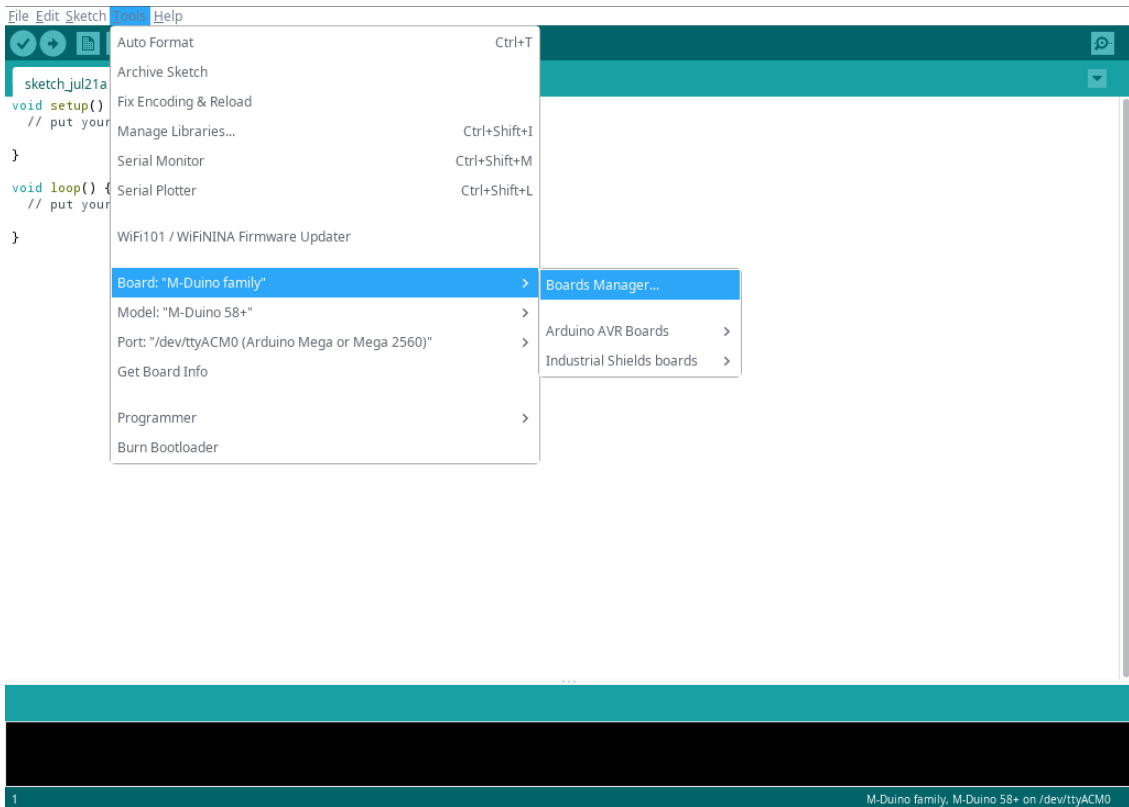 File Edit Sketch Tools Help
sketch_jul21a
void setup()
// put your
}
void loop() {
// put your
}
Auto Format Ctrl+T
Archive Sketch
Fix Encoding & Reload
Manage Libraries... Ctrl+Shift+I
Serial Monitor Ctrl+Shift+M
Serial Plotter Ctrl+Shift+L
WiFi101 / WiFiNINA Firmware Updater
Board: "M-Duino family"
Model: "M-Duino 58+"
Port: "/dev/ttyACM0 (Arduino Mega or Mega 2560)"
Get Board Info
Programmer
Burn Bootloader
Boards Manager...
Arduino AVR Boards
Industrial Shields boards
1 M-Duino family, M-Duino 58+ on /dev/ttyACM0